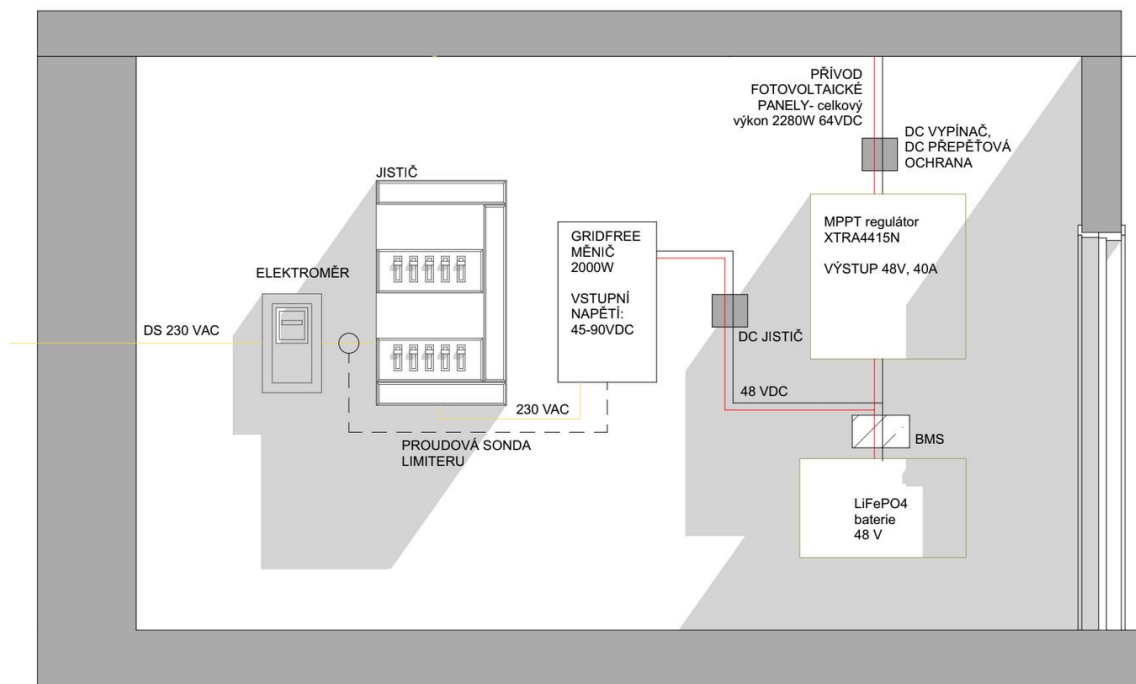 PŘÍVOD
FOTOVOLTAICKÉ
PANELY- celkový
výkon 2280W 64VDC
DC VYPÍNAČ,
DC PŘEPĚŤOVÁ
OCHRANA
JISTIČ
MPPT regulátor
XTRA4415N
VÝSTUP 48V, 40A
GRIDFREE
MĚNIČ
2000W
VSTUPNÍ
NAPĚTÍ:
45-90VDC
ELEKTROMĚR
DS 230 VAC
DC JISTIČ
48 VDC
230 VAC
PROUDOVÁ SONDA
LIMITERU
BMS
LiFePO4
baterie
48 V